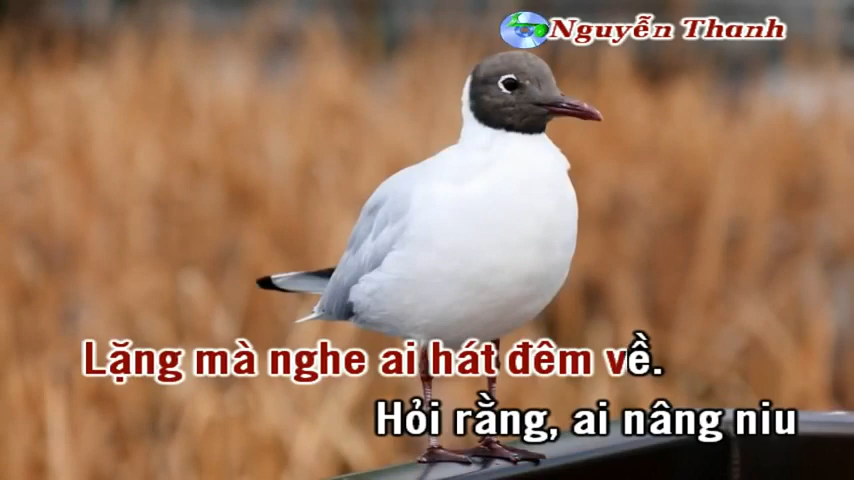 Nguyễn Thanh
Lặng mà nghe ai hát đêm về.
Hỏi rằng, ai nâng niu